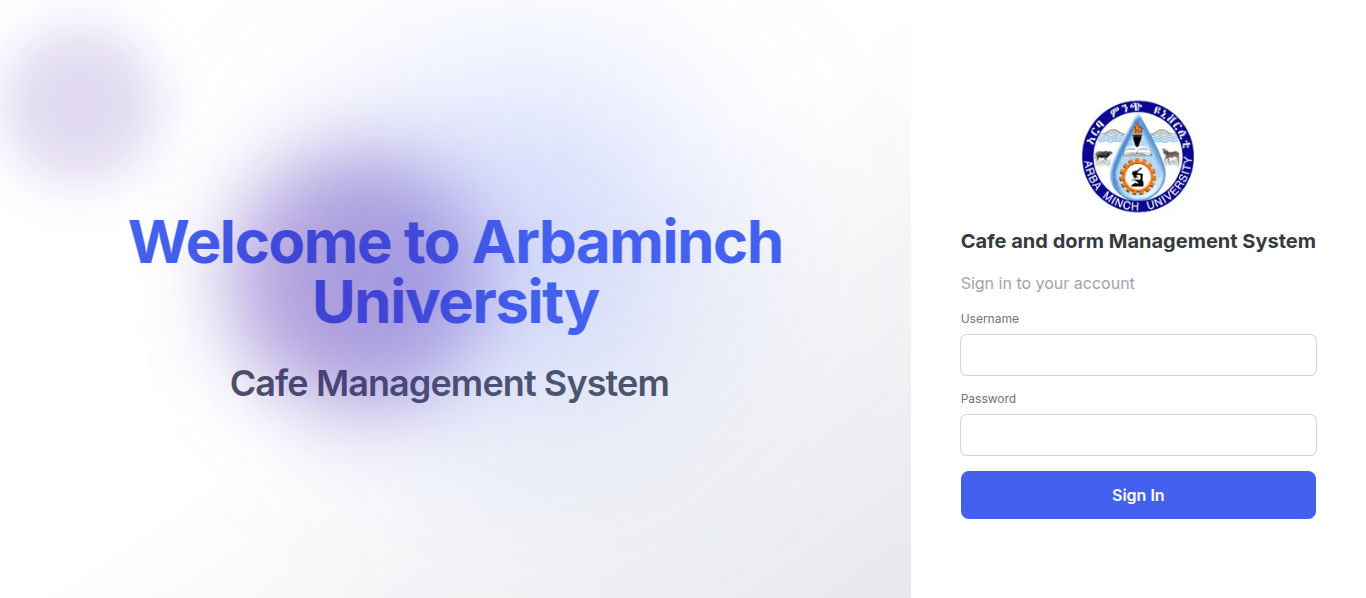 Welcome to Arbaminch
University
Cafe Management System
አርባ ምንጭ ዩኒቨርሲቲ
ARBA MINCH UNIVERSITY
Cafe and dorm Management System
Sign in to your account
Username
Password
Sign In